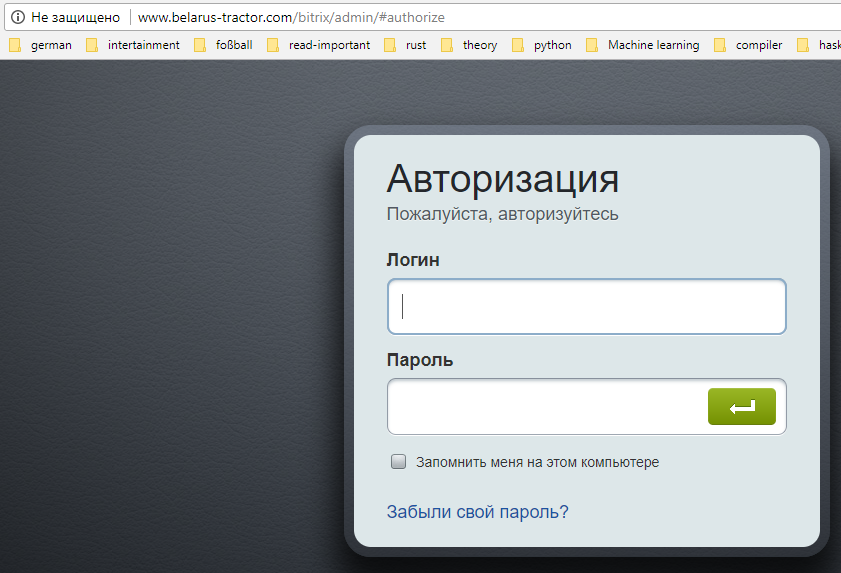 Не защищено www.belarus-tractor.com/bitrix/admin/#authorize
german intertainment foßball read-important rust theory python Machine learning compiler hask
Авторизация
Пожалуйста, авторизуйтесь
Логин
Пароль
Запомнить меня на этом компьютере
Забыли свой пароль?